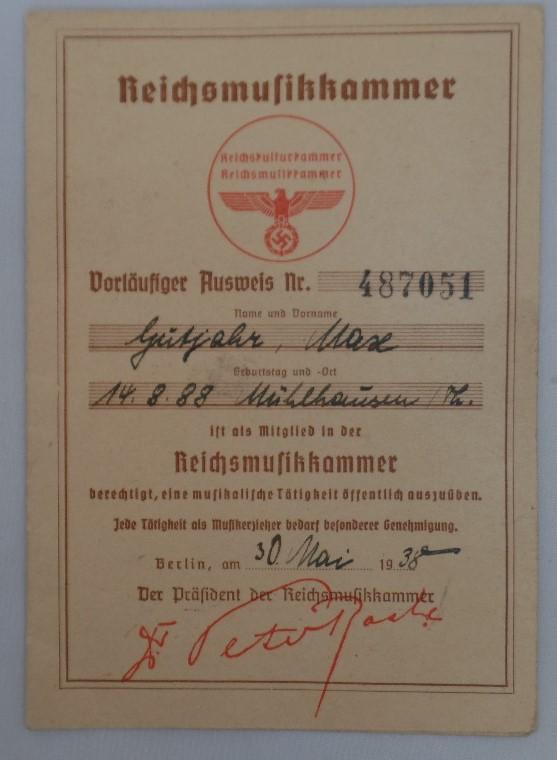 Reichsmusikkammer
Reichskulturkammer
Reichsmusikkammer
Vorläufiger Ausweis Nr. 487051
Name und Vorname
Gutjahr, Max
Geburtstag und -Ort
14.8.88 Mühlhausen /Th.
ist als Mitglied in der
Reichsmusikkammer
berechtigt, eine musikalische Tätigkeit öffentlich auszuüben.
Jede Tätigkeit als Musikerzieher bedarf besonderer Genehmigung.
Berlin, am 30 Mai 1938
Der Präsident der Reichsmusikkammer
Dr. Peter Raabe